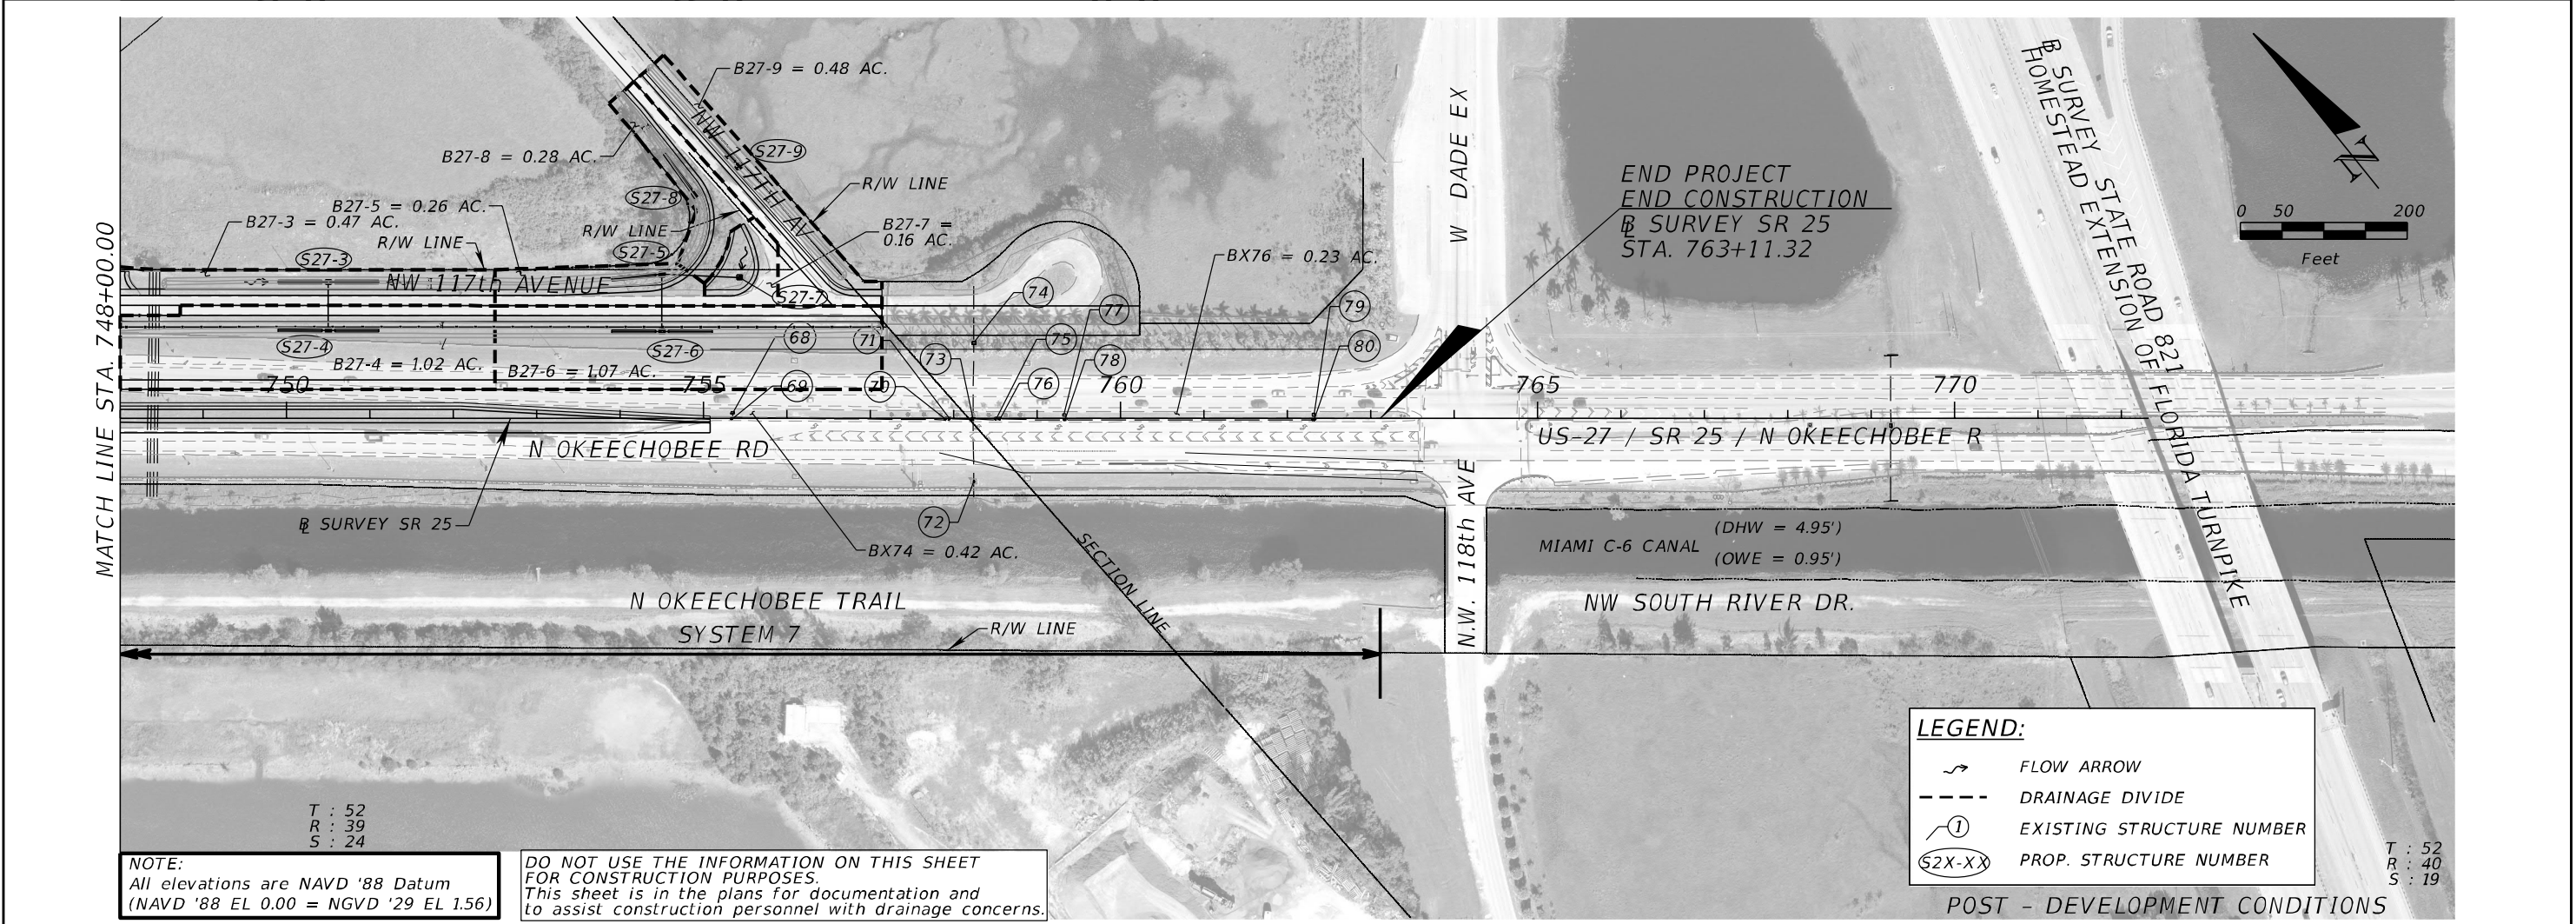 B27-9 = 0.48 AC.
B27-8 = 0.28 AC.
S27-9
NW 117TH AV
R/W LINE
S27-8
B27-5 = 0.26 AC.
B27-3 = 0.47 AC.
R/W LINE
R/W LINE
B27-7 =
0.16 AC.
S27-3
S27-5
NW 117th AVENUE
S27-7
S27-4
S27-6
B27-4 = 1.02 AC.
B27-6 = 1.07 AC.
68
69
70
71
73
74
75
76
77
78
79
80
BX76 = 0.23 AC.
W DADE EX
END PROJECT
END CONSTRUCTION
BL SURVEY SR 25
STA. 763+11.32
BL SURVEY STATE ROAD 821
HOMESTEAD EXTENSION OF FLORIDA TURNPIKE
N
0 50 200
Feet
MATCH LINE STA. 748+00.00
750
755
760
765
770
N OKEECHOBEE RD
US-27 / SR 25 / N OKEECHOBEE R
BL SURVEY SR 25
72
BX74 = 0.42 AC.
SECTION LINE
N.W. 118th AVE
MIAMI C-6 CANAL
(DHW = 4.95')
(OWE = 0.95')
N OKEECHOBEE TRAIL
SYSTEM 7
R/W LINE
NW SOUTH RIVER DR.
LEGEND:
FLOW ARROW
DRAINAGE DIVIDE
1 EXISTING STRUCTURE NUMBER
S2X-XX PROP. STRUCTURE NUMBER
T : 52
R : 39
S : 24
T : 52
R : 40
S : 19
NOTE:
All elevations are NAVD '88 Datum
(NAVD '88 EL 0.00 = NGVD '29 EL 1.56)
DO NOT USE THE INFORMATION ON THIS SHEET
FOR CONSTRUCTION PURPOSES.
This sheet is in the plans for documentation and
to assist construction personnel with drainage concerns.
POST - DEVELOPMENT CONDITIONS